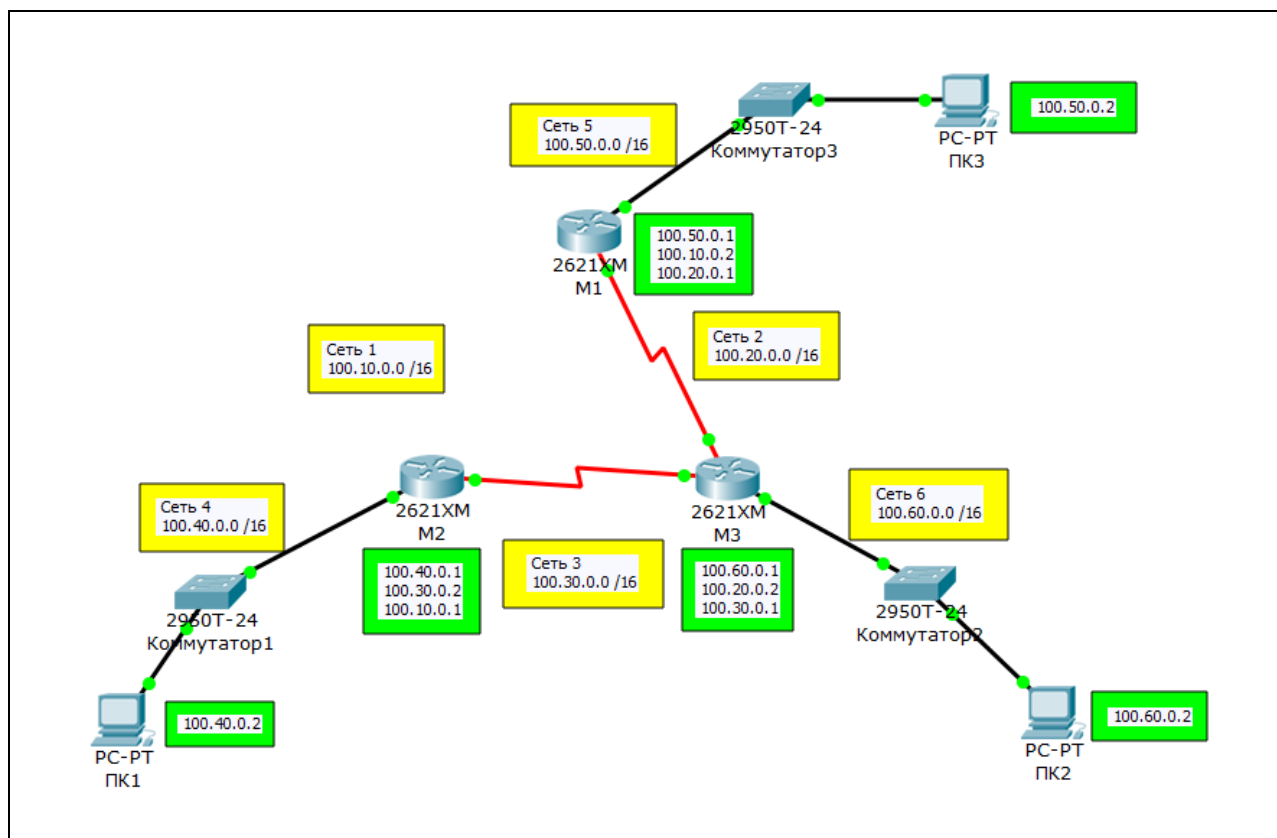 Сеть 5
100.50.0.0 /16
2950T-24
Коммутатор3
PC-PT
ПК3
100.50.0.2
2621XM
M1
100.50.0.1
100.10.0.2
100.20.0.1
Сеть 1
100.10.0.0 /16
Сеть 2
100.20.0.0 /16
Сеть 4
100.40.0.0 /16
2621XM
M2
100.40.0.1
100.30.0.2
100.10.0.1
Сеть 3
100.30.0.0 /16
2621XM
M3
100.60.0.1
100.20.0.2
100.30.0.1
Сеть 6
100.60.0.0 /16
2950T-24
Коммутатор1
2950T-24
Коммутатор2
PC-PT
ПК1
100.40.0.2
PC-PT
ПК2
100.60.0.2